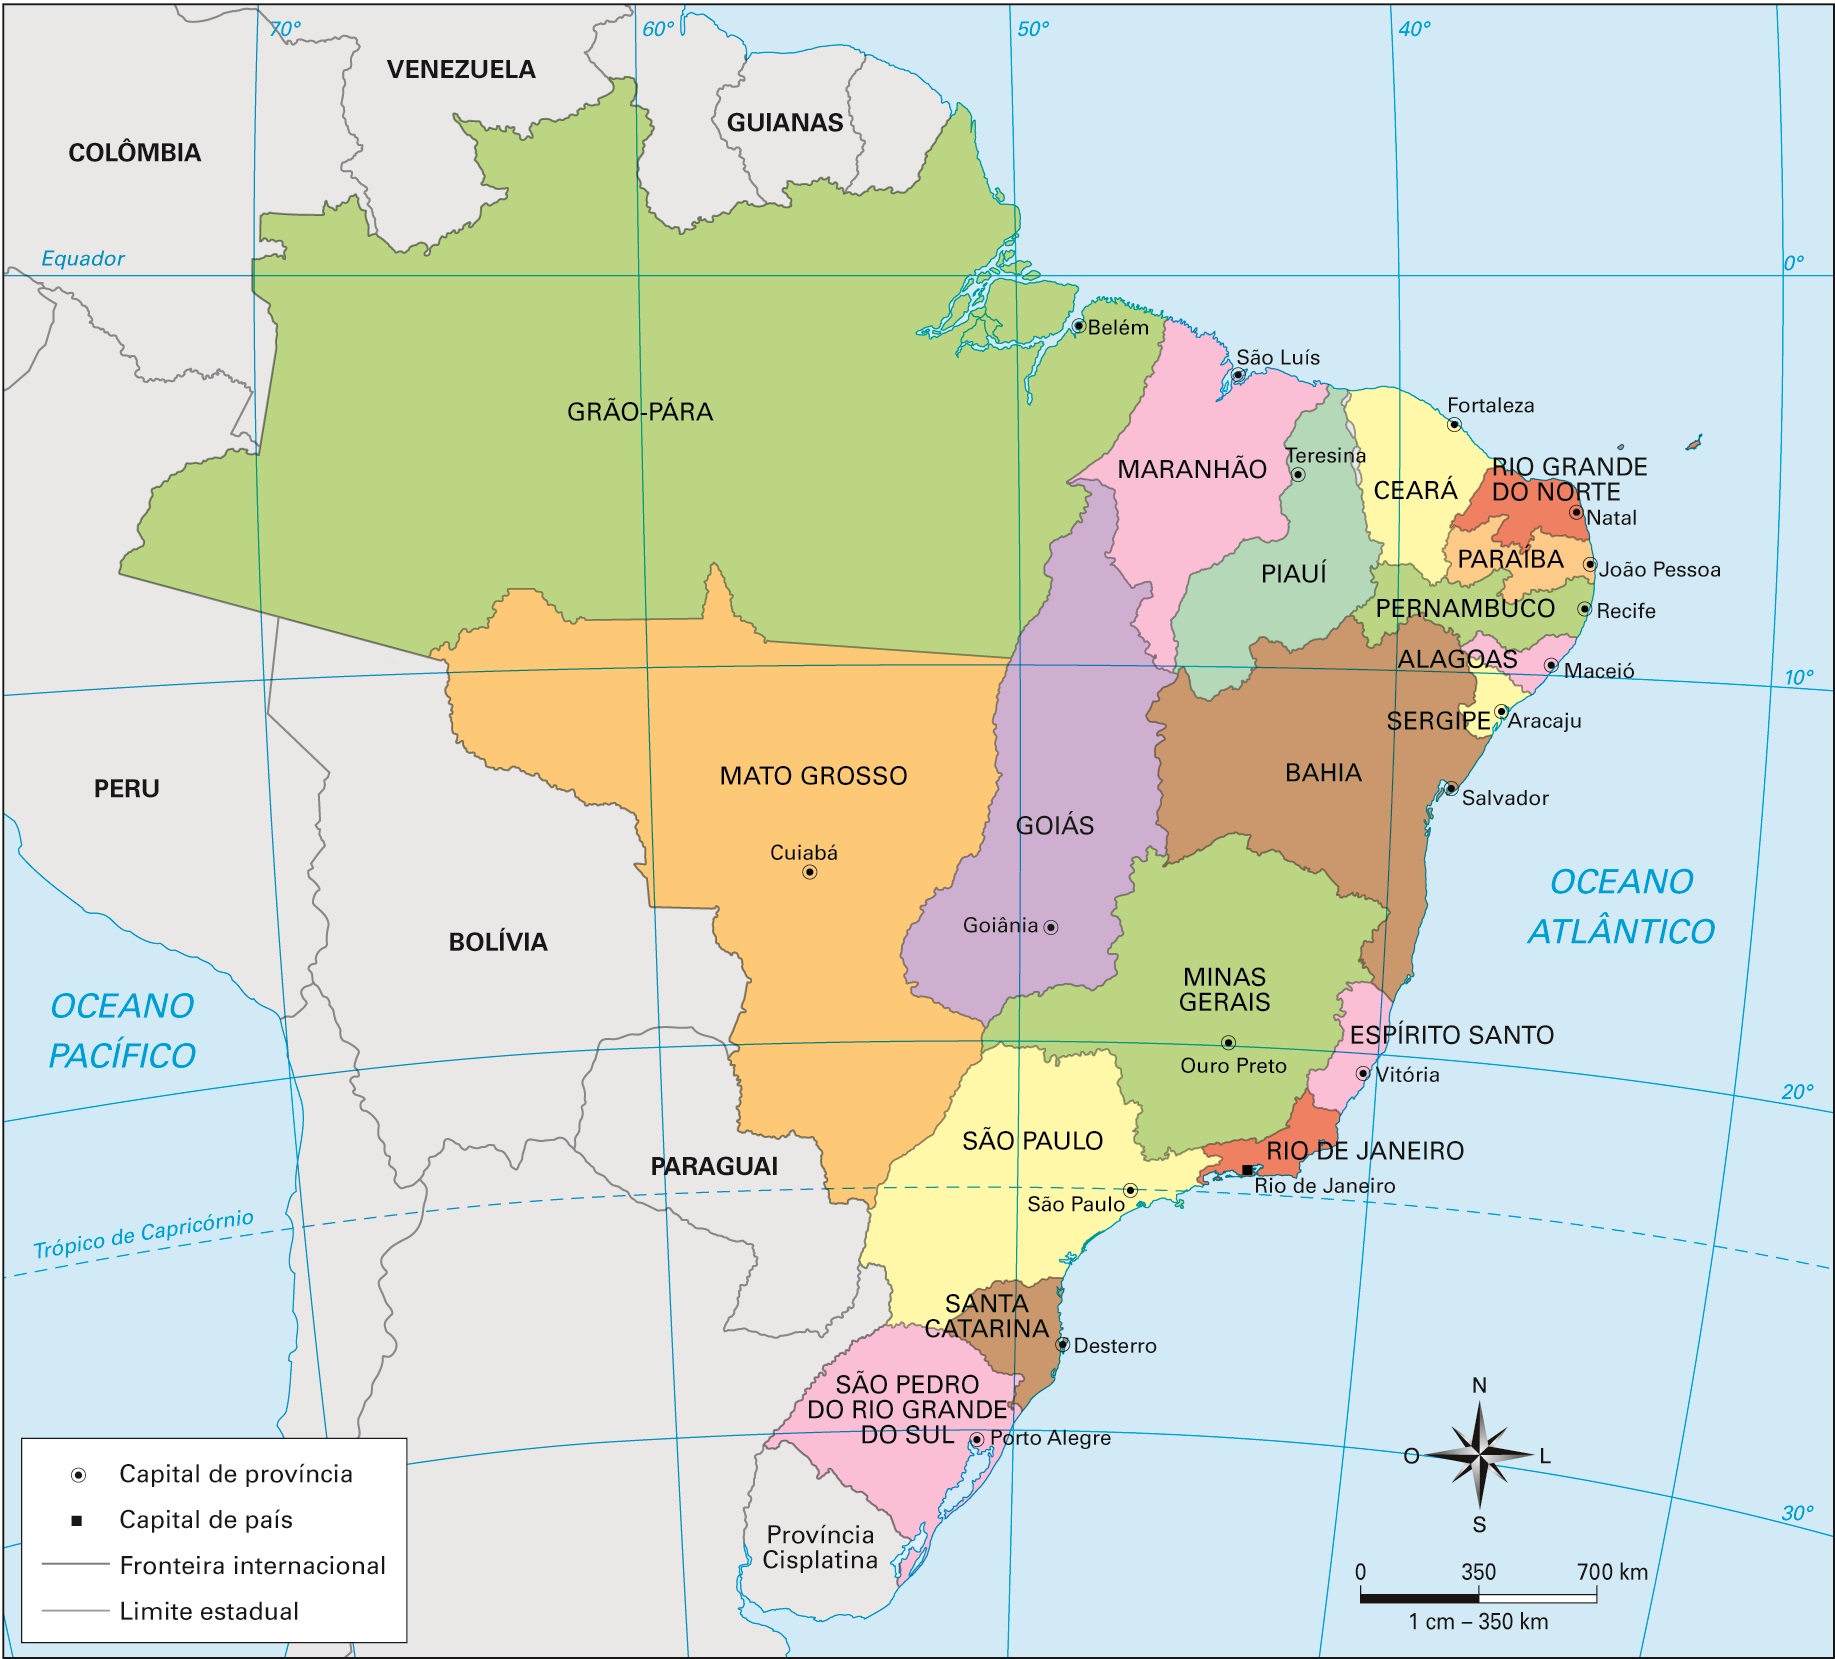 70°
60°
50°
40°
VENEZUELA
GUIANAS
COLÔMBIA
Equador
0°
Belém
São Luís
GRÃO-PÁRA
Fortaleza
MARANHÃO
Teresina
CEARÁ
RIO GRANDE
DO NORTE
Natal
PARAÍBA
João Pessoa
PIAUÍ
PERNAMBUCO
Recife
ALAGOAS
Maceió
10°
SERGIPE
Aracaju
PERU
MATO GROSSO
BAHIA
Salvador
GOIÁS
Cuiabá
OCEANO
ATLÂNTICO
Goiânia
BOLÍVIA
MINAS
GERAIS
OCEANO
PACÍFICO
ESPÍRITO SANTO
Ouro Preto
Vitória
20°
SÃO PAULO
RIO DE JANEIRO
PARAGUAI
Rio de Janeiro
São Paulo
Trópico de Capricórnio
SANTA
CATARINA
Desterro
SÃO PEDRO
DO RIO GRANDE
DO SUL
Porto Alegre
N
O
L
S
30°
Província
Cisplatina
Capital de província
Capital de país
Fronteira internacional
Limite estadual
0 350 700 km
1 cm – 350 km